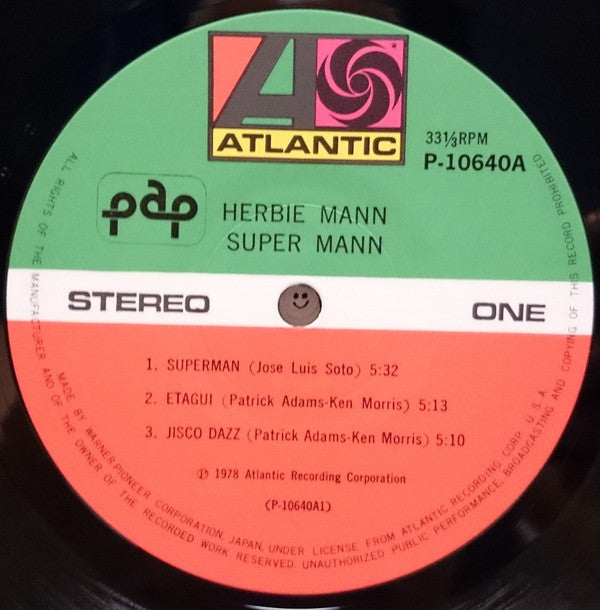 A
ATLANTIC
33⅓RPM
P-10640A
pap
HERBIE MANN
SUPER MANN
STEREO
ONE
1. SUPERMAN (Jose Luis Soto) 5:32
2. ETAGUI (Patrick Adams-Ken Morris) 5:13
3. JISCO DAZZ (Patrick Adams-Ken Morris) 5:10
℗ 1978 Atlantic Recording Corporation
(P-10640A1)
MADE BY WARNER-PIONEER CORPORATION, JAPAN, UNDER LICENSE FROM ATLANTIC RECORDING CORP., U.S.A.
ALL RIGHTS OF THE MANUFACTURER AND OF THE OWNER OF THE RECORDED WORK RESERVED. UNAUTHORIZED PUBLIC PERFORMANCE, BROADCASTING AND COPYING OF THIS RECORD PROHIBITED